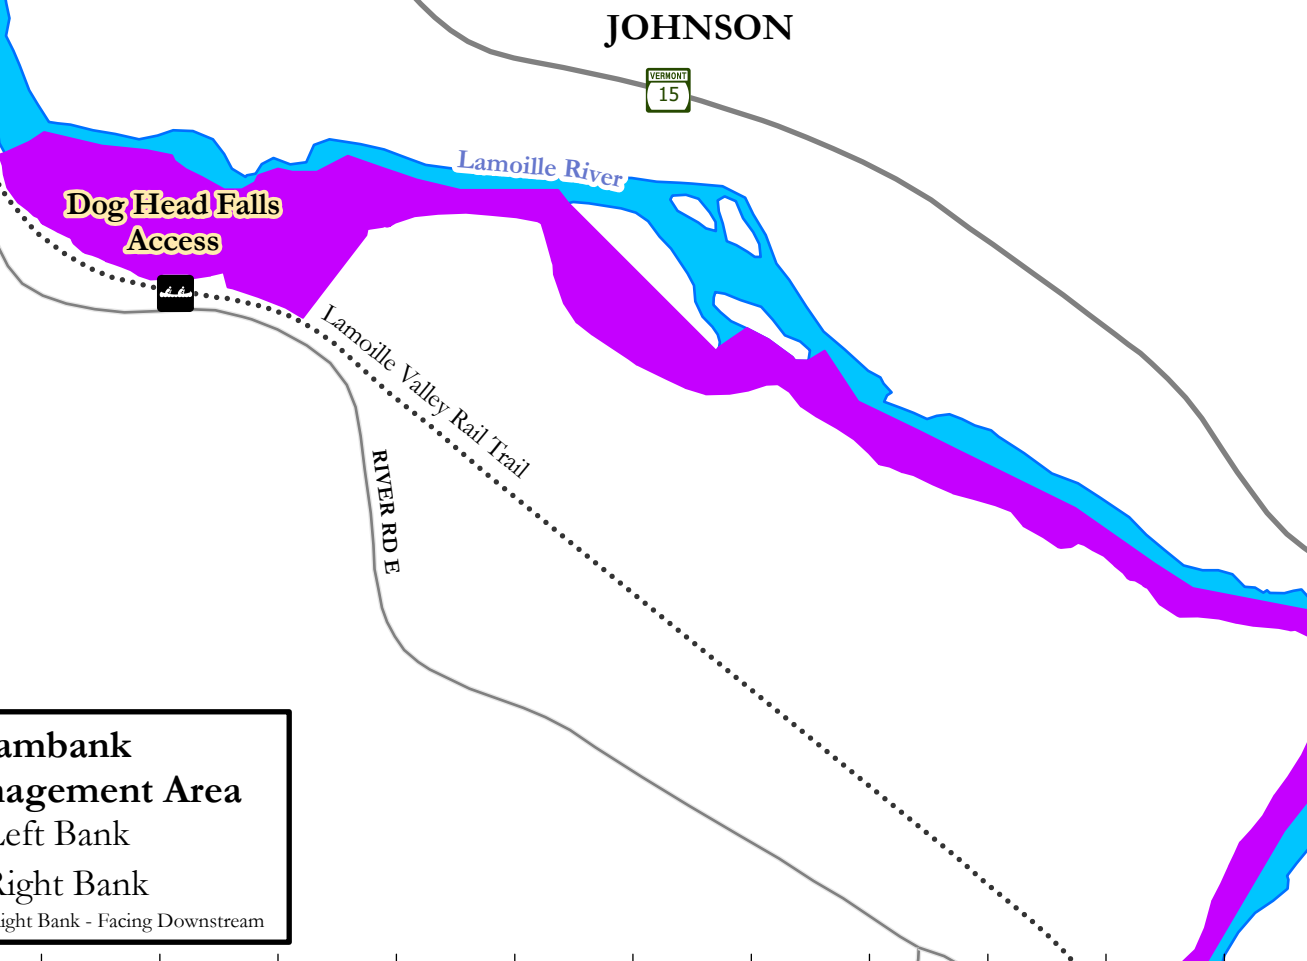 JOHNSON
VERMONT
15
Lamoille River
Dog Head Falls
Access
Lamoille Valley Rail Trail
RIVER RD E
ambank
nagement Area
Left Bank
Right Bank
ight Bank - Facing Downstream